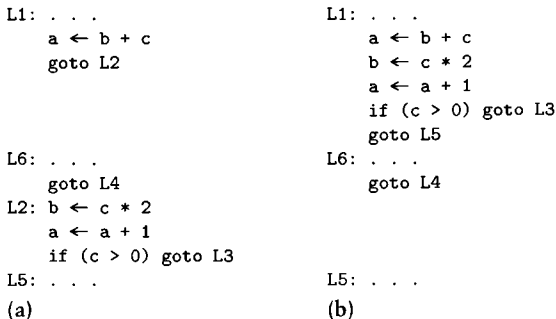 L1: . . .
a ← b + c
goto L2
L6: . . .
goto L4
L2: b ← c * 2
a ← a + 1
if (c > 0) goto L3
L5: . . .
(a)
L1: . . .
a ← b + c
b ← c * 2
a ← a + 1
if (c > 0) goto L3
goto L5
L6: . . .
goto L4
L5: . . .
(b)